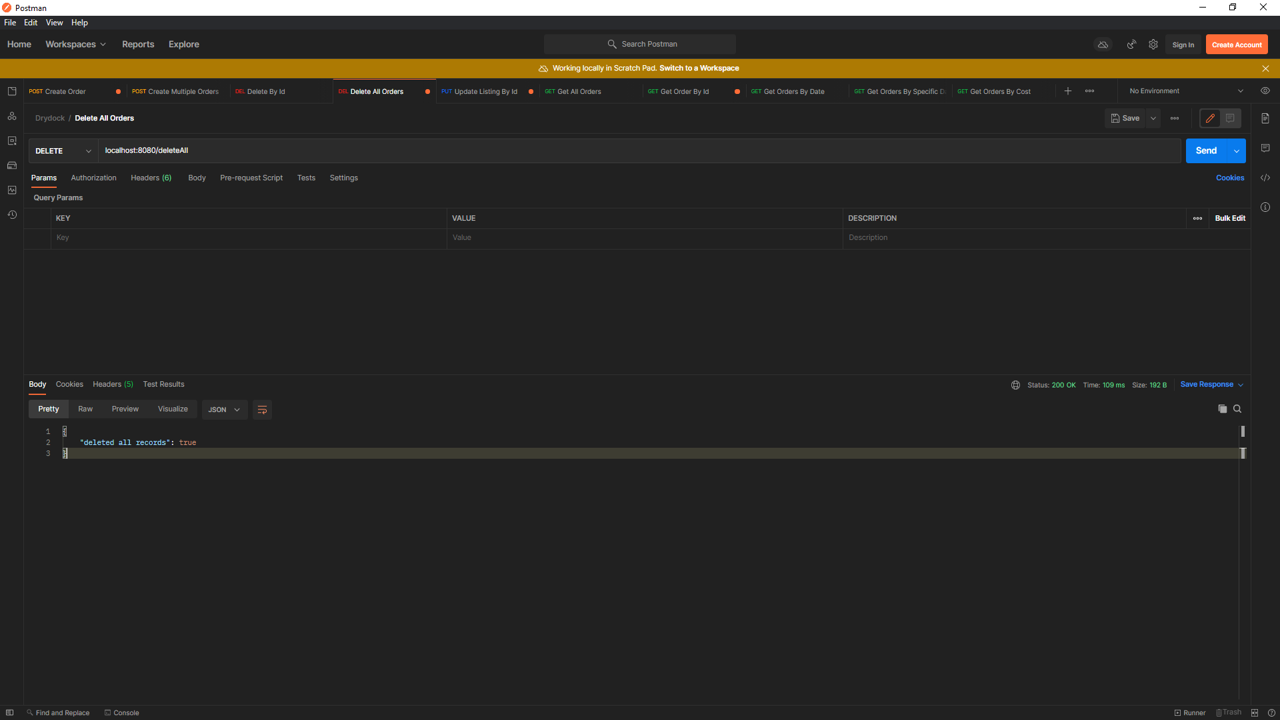 Postman
File Edit View Help
Home Workspaces Reports Explore Search Postman Sign In Create Account
Working locally in Scratch Pad. Switch to a Workspace
POST Create Order POST Create Multiple Orders DEL Delete By Id DEL Delete All Orders PUT Update Listing By Id GET Get All Orders GET Get Order By Id GET Get Orders By Date GET Get Orders By Specific D GET Get Orders By Cost No Environment
Drydock / Delete All Orders Save
DELETE localhost:8080/deleteAll Send
Params Authorization Headers (6) Body Pre-request Script Tests Settings Cookies
Query Params
KEY VALUE DESCRIPTION Bulk Edit
Key Value Description
Body Cookies Headers (5) Test Results Status: 200 OK Time: 109 ms Size: 192 B Save Response
Pretty Raw Preview Visualize JSON
1 {
2 "deleted all records": true
3 }
Find and Replace Console Runner Trash